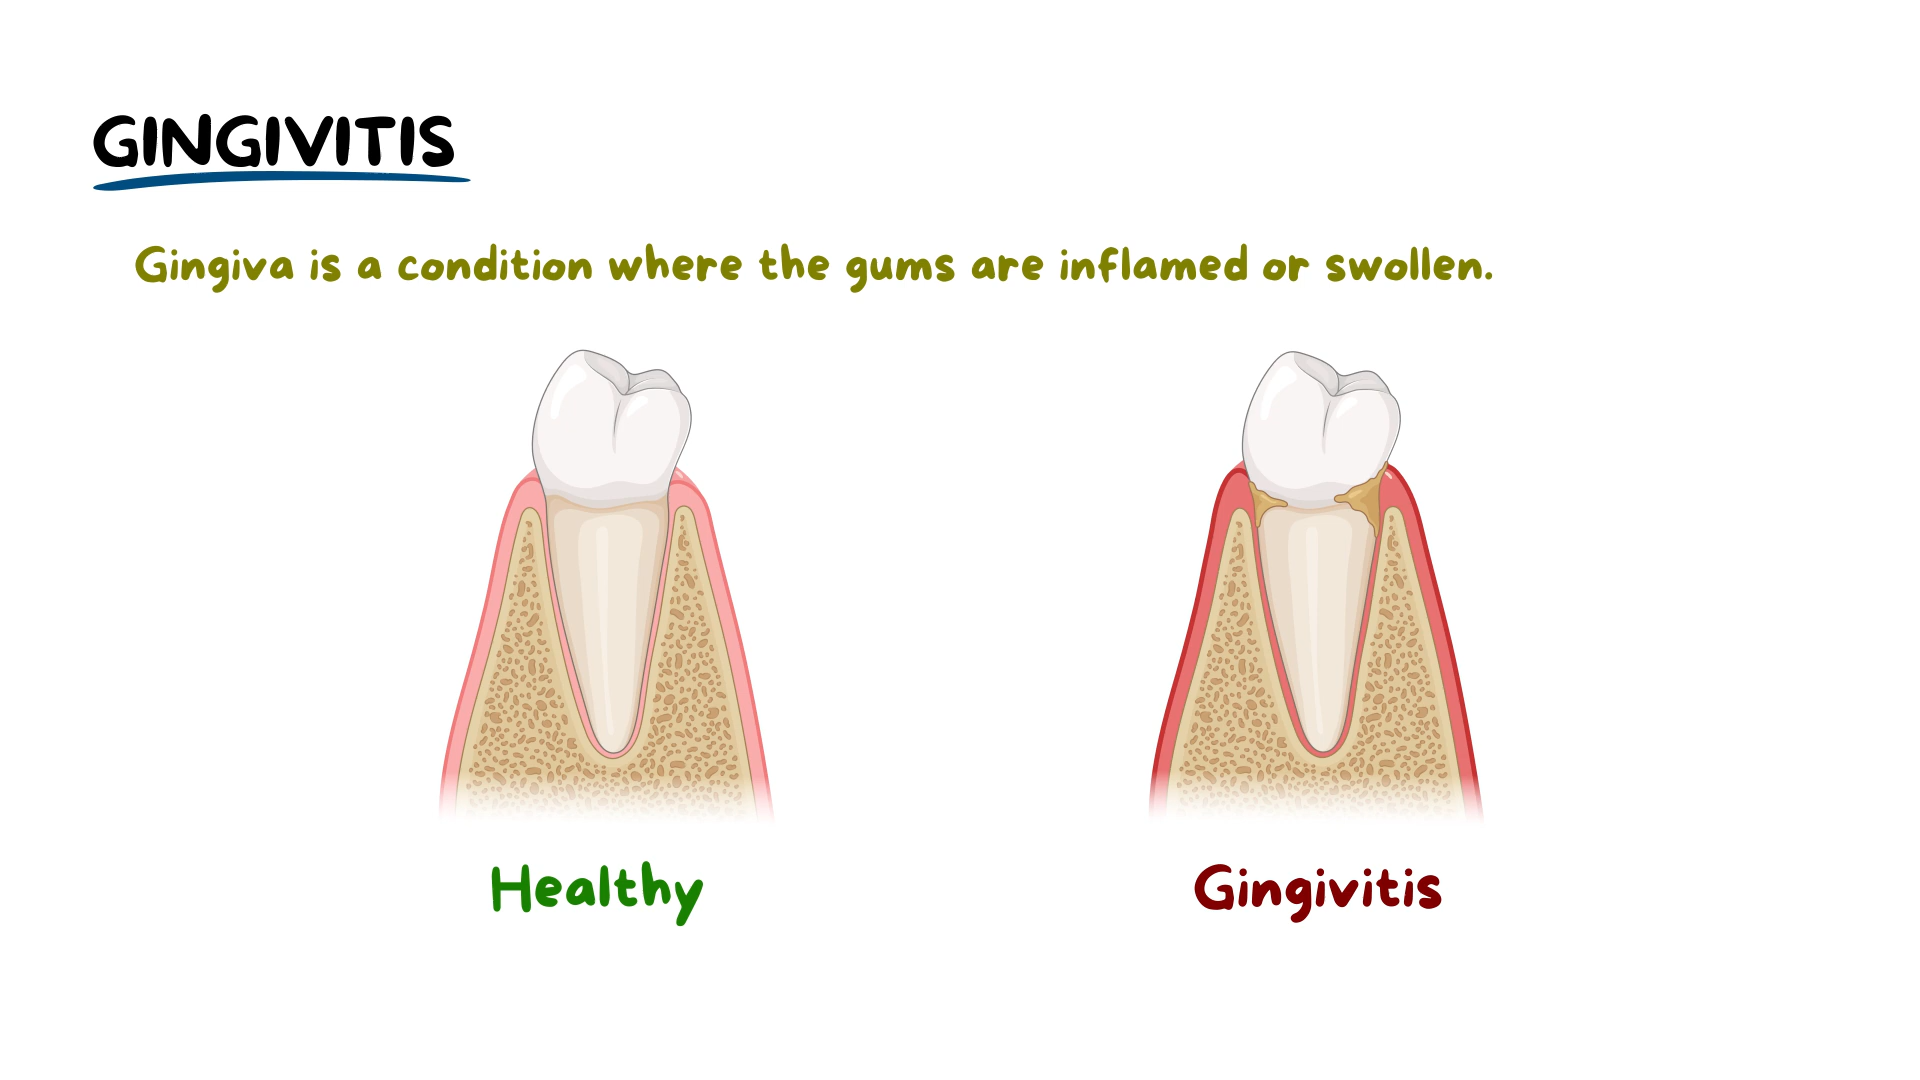 GINGIVITIS
Gingiva is a condition where the gums are inflamed or swollen.
Healthy
Gingivitis